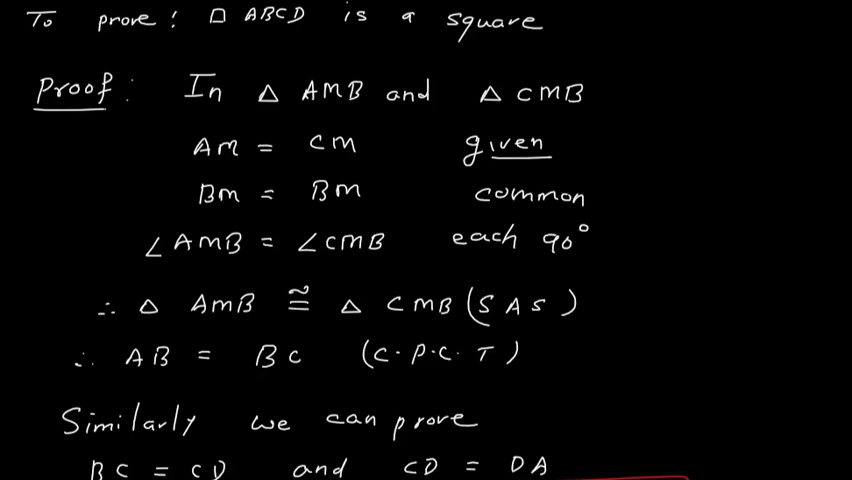 To prove: □ ABCD is a square
Proof: In △ AMB and △ CMB
AM = CM given
BM = BM common
∠AMB = ∠CMB each 90°
∴ △ AMB ≅ △ CMB (SAS)
∴ AB = BC (C.P.C.T)
Similarly we can prove
BC = CD and CD = DA